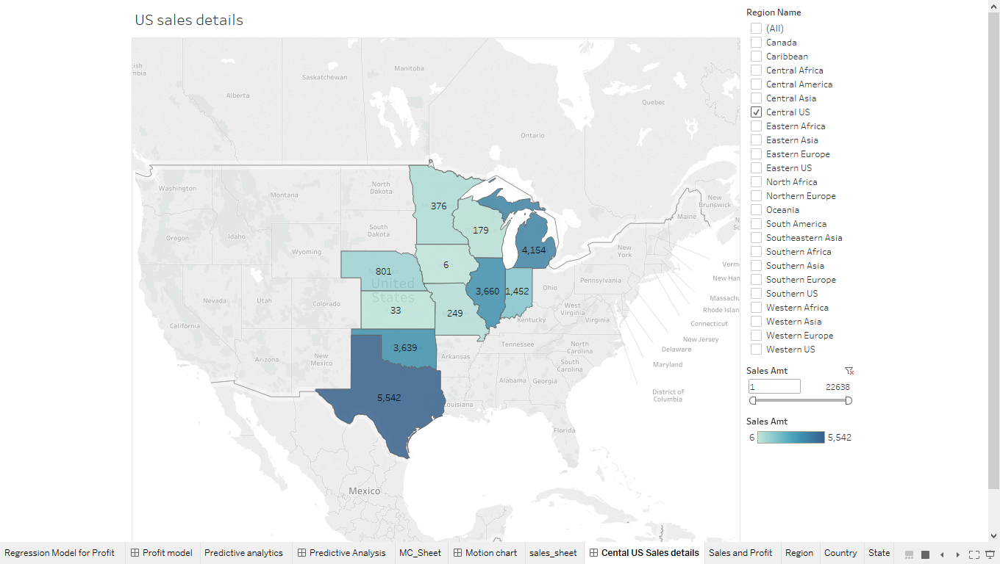 US sales details
Region Name
(All)
Canada
Caribbean
Central Africa
Central America
Central Asia
Central US
Eastern Africa
Eastern Asia
Eastern Europe
Eastern US
North Africa
Northern Europe
Oceania
South America
Southeastern Asia
Southern Africa
Southern Asia
Southern Europe
Southern US
Western Africa
Western Asia
Western Europe
Western US
Sales Amt
1 22638
Sales Amt
6 5,542
Manitoba
Saskatchewan
Alberta
Quebec
Ontario
Washington
North
Dakota
Montana
New
Brunswick
Maine
376
South
Dakota
179
Oregon
Idaho
Wyoming
4,154
New
York
6
801
United
States
Pennsylvania
Ohio
3,660
1,452
Nevada
Utah
Colorado
33
249
West
Virginia
Virginia
Kentucky
California
Connecticut
New Jersey
Delaware
Maryland
District of
Columbia
Tennessee
North
Carolina
South
Carolina
3,639
Arizona
New
Mexico
Arkansas
Alabama
Georgia
5,542
Louisiana
Florida
Mexico
Regression Model for Profit
Profit model
Predictive analytics
Predictive Analysis
MC_Sheet
Motion chart
sales_sheet
Cental US Sales details
Sales and Profit
Region
Country
State